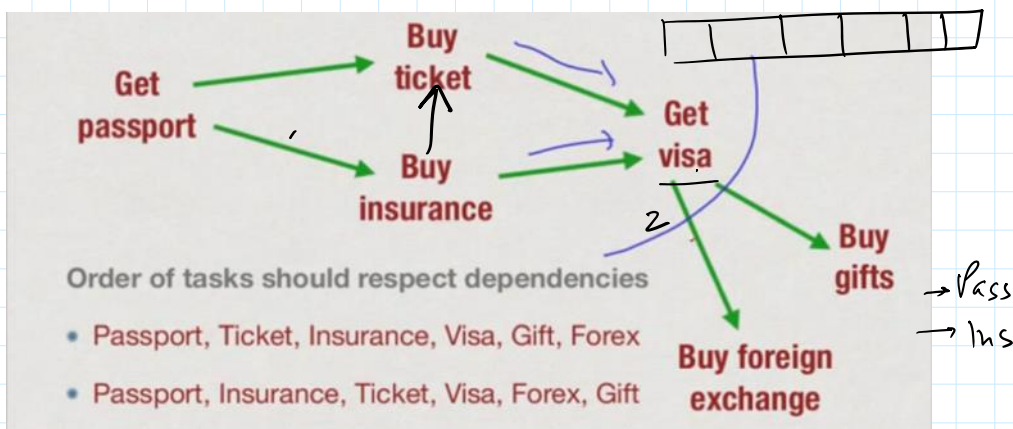 Buy
ticket
Get
passport
Get
visa
Buy
insurance
2
Buy
gifts
Order of tasks should respect dependencies
→ Pass
• Passport, Ticket, Insurance, Visa, Gift, Forex
→ Ins
Buy foreign
exchange
• Passport, Insurance, Ticket, Visa, Forex, Gift